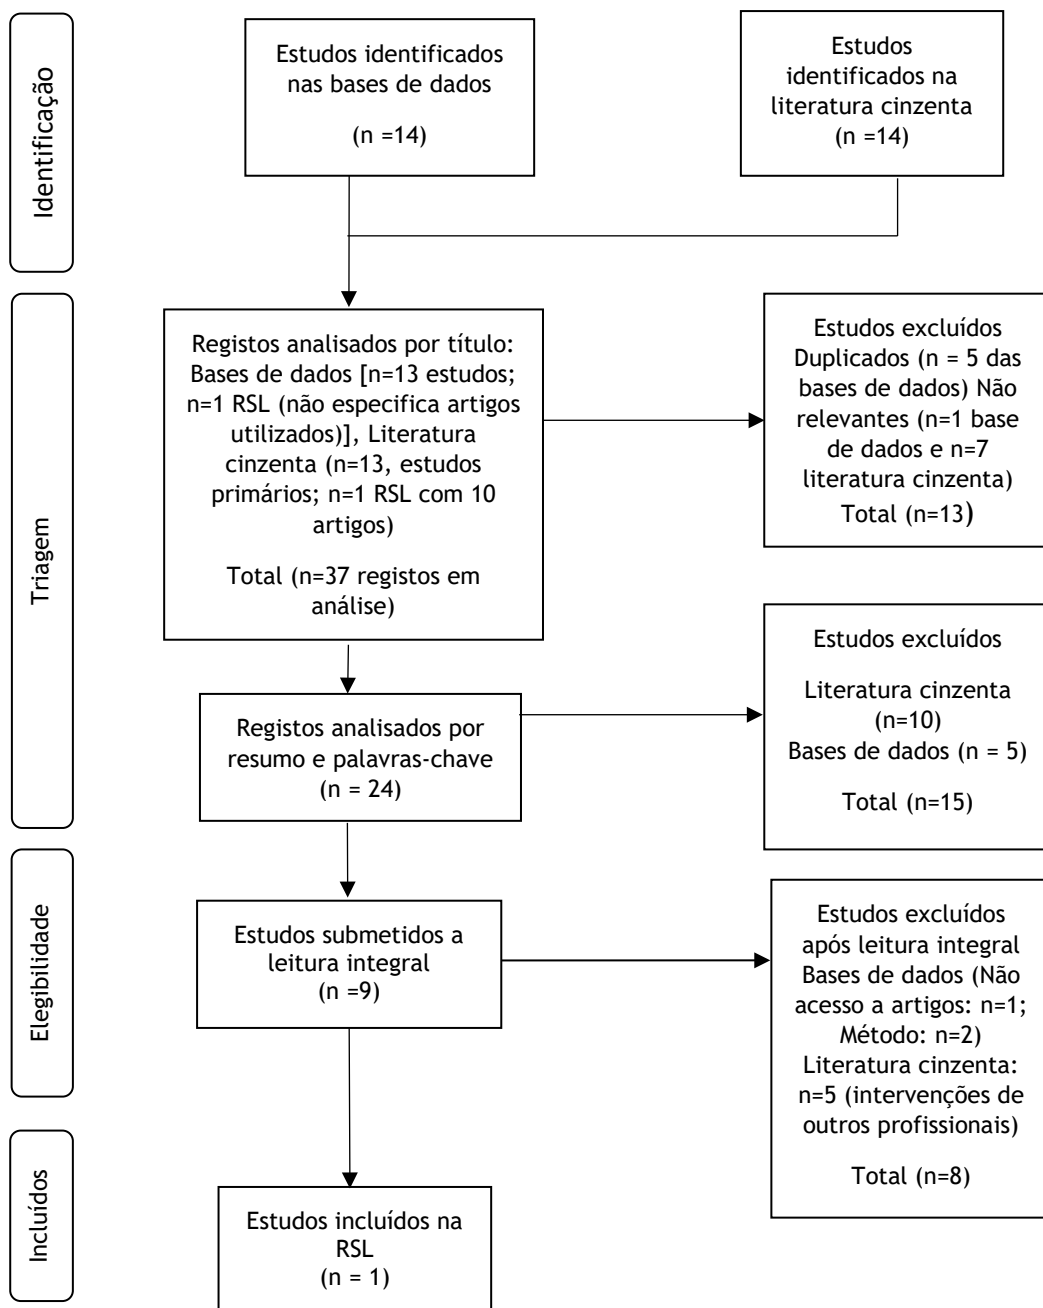 Identificação
Estudos identificados
nas bases de dados
(n =14)
Estudos
identificados na
literatura cinzenta
(n =14)
Triagem
Registos analisados por título:
Bases de dados [n=13 estudos;
n=1 RSL (não especifica artigos
utilizados)], Literatura
cinzenta (n=13, estudos
primários; n=1 RSL com 10
artigos)
Total (n=37 registos em
análise)
Estudos excluídos
Duplicados (n = 5 das
bases de dados) Não
relevantes (n=1 base
de dados e n=7
literatura cinzenta)
Total (n=13)
Registos analisados por
resumo e palavras-chave
(n = 24)
Estudos excluídos
Literatura cinzenta
(n=10)
Bases de dados (n = 5)
Total (n=15)
Elegibilidade
Estudos submetidos a
leitura integral
(n =9)
Estudos excluídos
após leitura integral
Bases de dados (Não
acesso a artigos: n=1;
Método: n=2)
Literatura cinzenta:
n=5 (intervenções de
outros profissionais)
Total (n=8)
Incluídos
Estudos incluídos na
RSL
(n = 1)